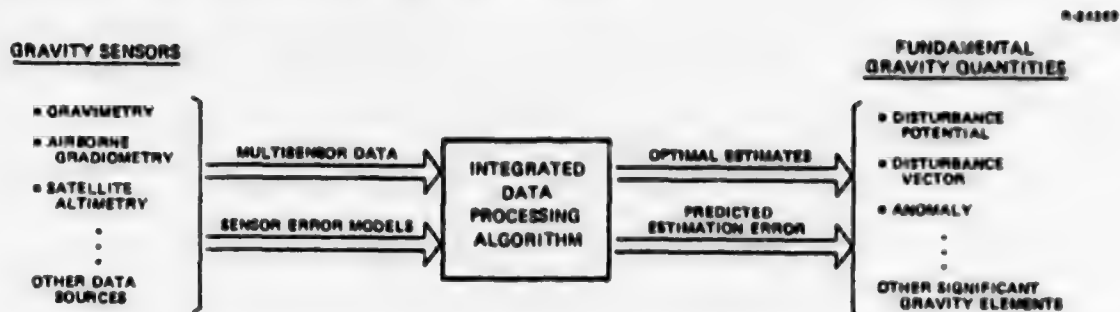 R-24369
GRAVITY SENSORS
• GRAVIMETRY
• AIRBORNE
GRADIOMETRY
• SATELLITE
ALTIMETRY
OTHER DATA
SOURCES
MULTISENSOR DATA
SENSOR ERROR MODELS
INTEGRATED
DATA
PROCESSING
ALGORITHM
OPTIMAL ESTIMATES
PREDICTED
ESTIMATION ERROR
FUNDAMENTAL
GRAVITY QUANTITIES
• DISTURBANCE
POTENTIAL
• DISTURBANCE
VECTOR
• ANOMALY
OTHER SIGNIFICANT
GRAVITY ELEMENTS